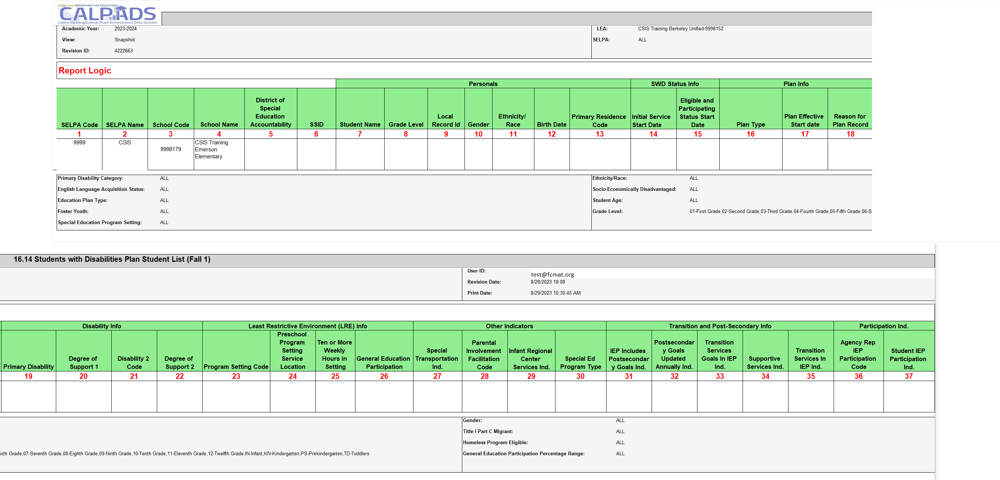 California DEPARTMENT OF EDUCATION
CALPADS
California Longitudinal Pupil Achievement Data System
Academic Year: 2023-2024
LEA: CSIS Training Berkeley Unified-9998152
View: Snapshot
SELPA: ALL
Revision ID: 4222663
Report Logic
Personals
SWD Status Info
Plan Info
SELPA Code
SELPA Name
School Code
School Name
District of
Special
Education
Accountability
SSID
Student Name
Grade Level
Local
Record Id
Gender
Ethnicity/
Race
Birth Date
Primary Residence
Code
Initial Service
Start Date
Eligible and
Participating
Status Start
Date
Plan Type
Plan Effective
Start date
Reason for
Plan Record
1 2 3 4 5 6 7 8 9 10 11 12 13 14 15 16 17 18
9999
CSIS
9998179
CSIS Training
Emerson
Elementary
Primary Disability Category: ALL
English Language Acquisition Status: ALL
Education Plan Type: ALL
Foster Youth: ALL
Special Education Program Setting: ALL
Ethnicity/Race: ALL
Socio-Economically Disadvantaged: ALL
Student Age: ALL
Grade Level: 01-First Grade,02-Second Grade,03-Third Grade,04-Fourth Grade,05-Fifth Grade,06-S
16.14 Students with Disabilities Plan Student List (Fall 1)
User ID: test@fcmat.org
Revision Date: 8/28/2023 18:08
Print Date: 8/29/2023 10:30:45 AM
Disability Info
Least Restrictive Environment (LRE) Info
Other Indicators
Transition and Post-Secondary Info
Participation Ind.
Primary Disability
Degree of
Support 1
Disability 2
Code
Degree of
Support 2
Program Setting Code
Preschool
Program
Setting
Service
Location
Ten or More
Weekly
Hours in
Setting
General Education
Participation
Special
Transportation
Ind.
Parental
Involvement
Facilitation
Code
Infant Regional
Center
Services Ind.
Special Ed
Program Type
IEP Includes
Postsecondar
y Goals Ind.
Postsecondar
y Goals
Updated
Annually Ind.
Transition
Services
Goals In IEP
Ind.
Supportive
Services Ind.
Transition
Services In
IEP Ind.
Agency Rep
IEP
Participation
Code
Student IEP
Participation
Ind.
19 20 21 22 23 24 25 26 27 28 29 30 31 32 33 34 35 36 37
Gender: ALL
Title I Part C Migrant: ALL
Homeless Program Eligible: ALL
ixth Grade,07-Seventh Grade,08-Eighth Grade,09-Ninth Grade,10-Tenth Grade,11-Eleventh Grade,12-Twelfth Grade,IN-Infant,KN-Kindergarten,PS-Prekindergarten,TD-Toddlers
General Education Participation Percentage Range: ALL